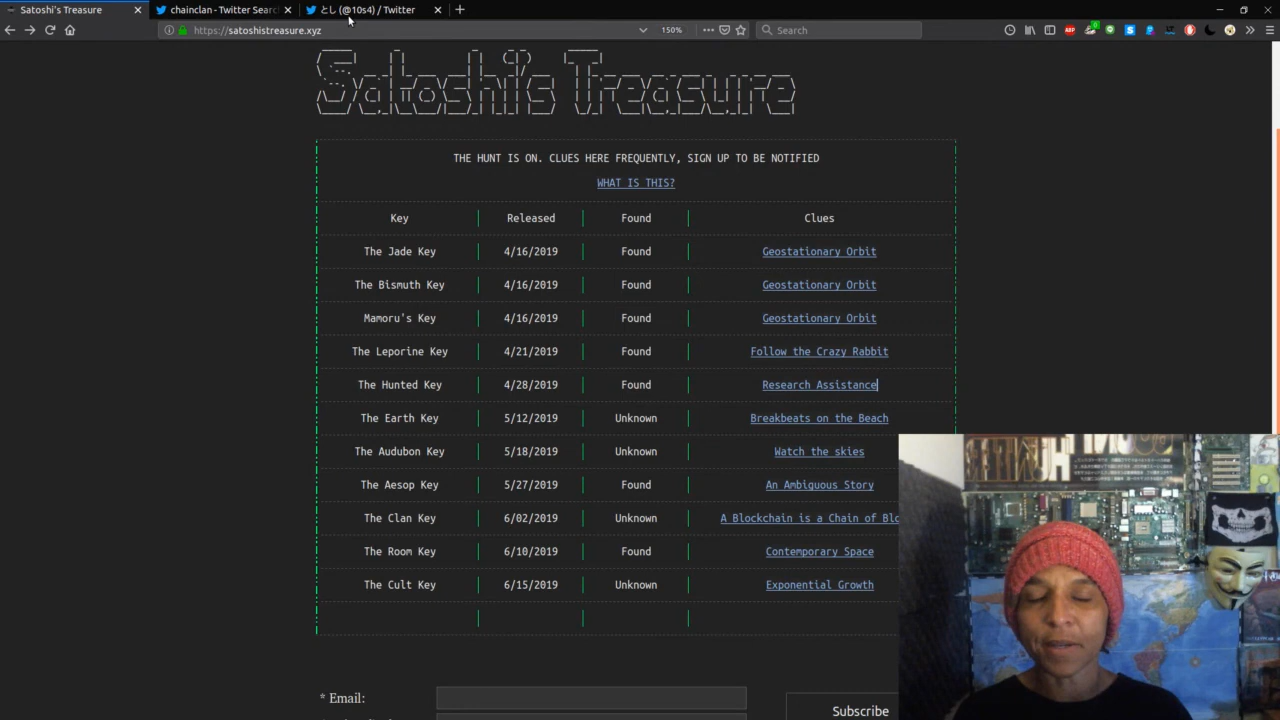 Satoshi's Treasure
chainclan - Twitter Searc
とし (@10s4) / Twitter
https://satoshistreasure.xyz
150%
Search
ABP
0
Satoshi's Treasure
THE HUNT IS ON. CLUES HERE FREQUENTLY, SIGN UP TO BE NOTIFIED
WHAT IS THIS?
Key Released Found Clues
The Jade Key 4/16/2019 Found Geostationary Orbit
The Bismuth Key 4/16/2019 Found Geostationary Orbit
Mamoru's Key 4/16/2019 Found Geostationary Orbit
The Leporine Key 4/21/2019 Found Follow the Crazy Rabbit
The Hunted Key 4/28/2019 Found Research Assistance
The Earth Key 5/12/2019 Unknown Breakbeats on the Beach
The Audubon Key 5/18/2019 Unknown Watch the skies
The Aesop Key 5/27/2019 Found An Ambiguous Story
The Clan Key 6/02/2019 Unknown A Blockchain is a Chain of Blo
The Room Key 6/10/2019 Found Contemporary Space
The Cult Key 6/15/2019 Unknown Exponential Growth
HUNTER
* Email:
Subscribe